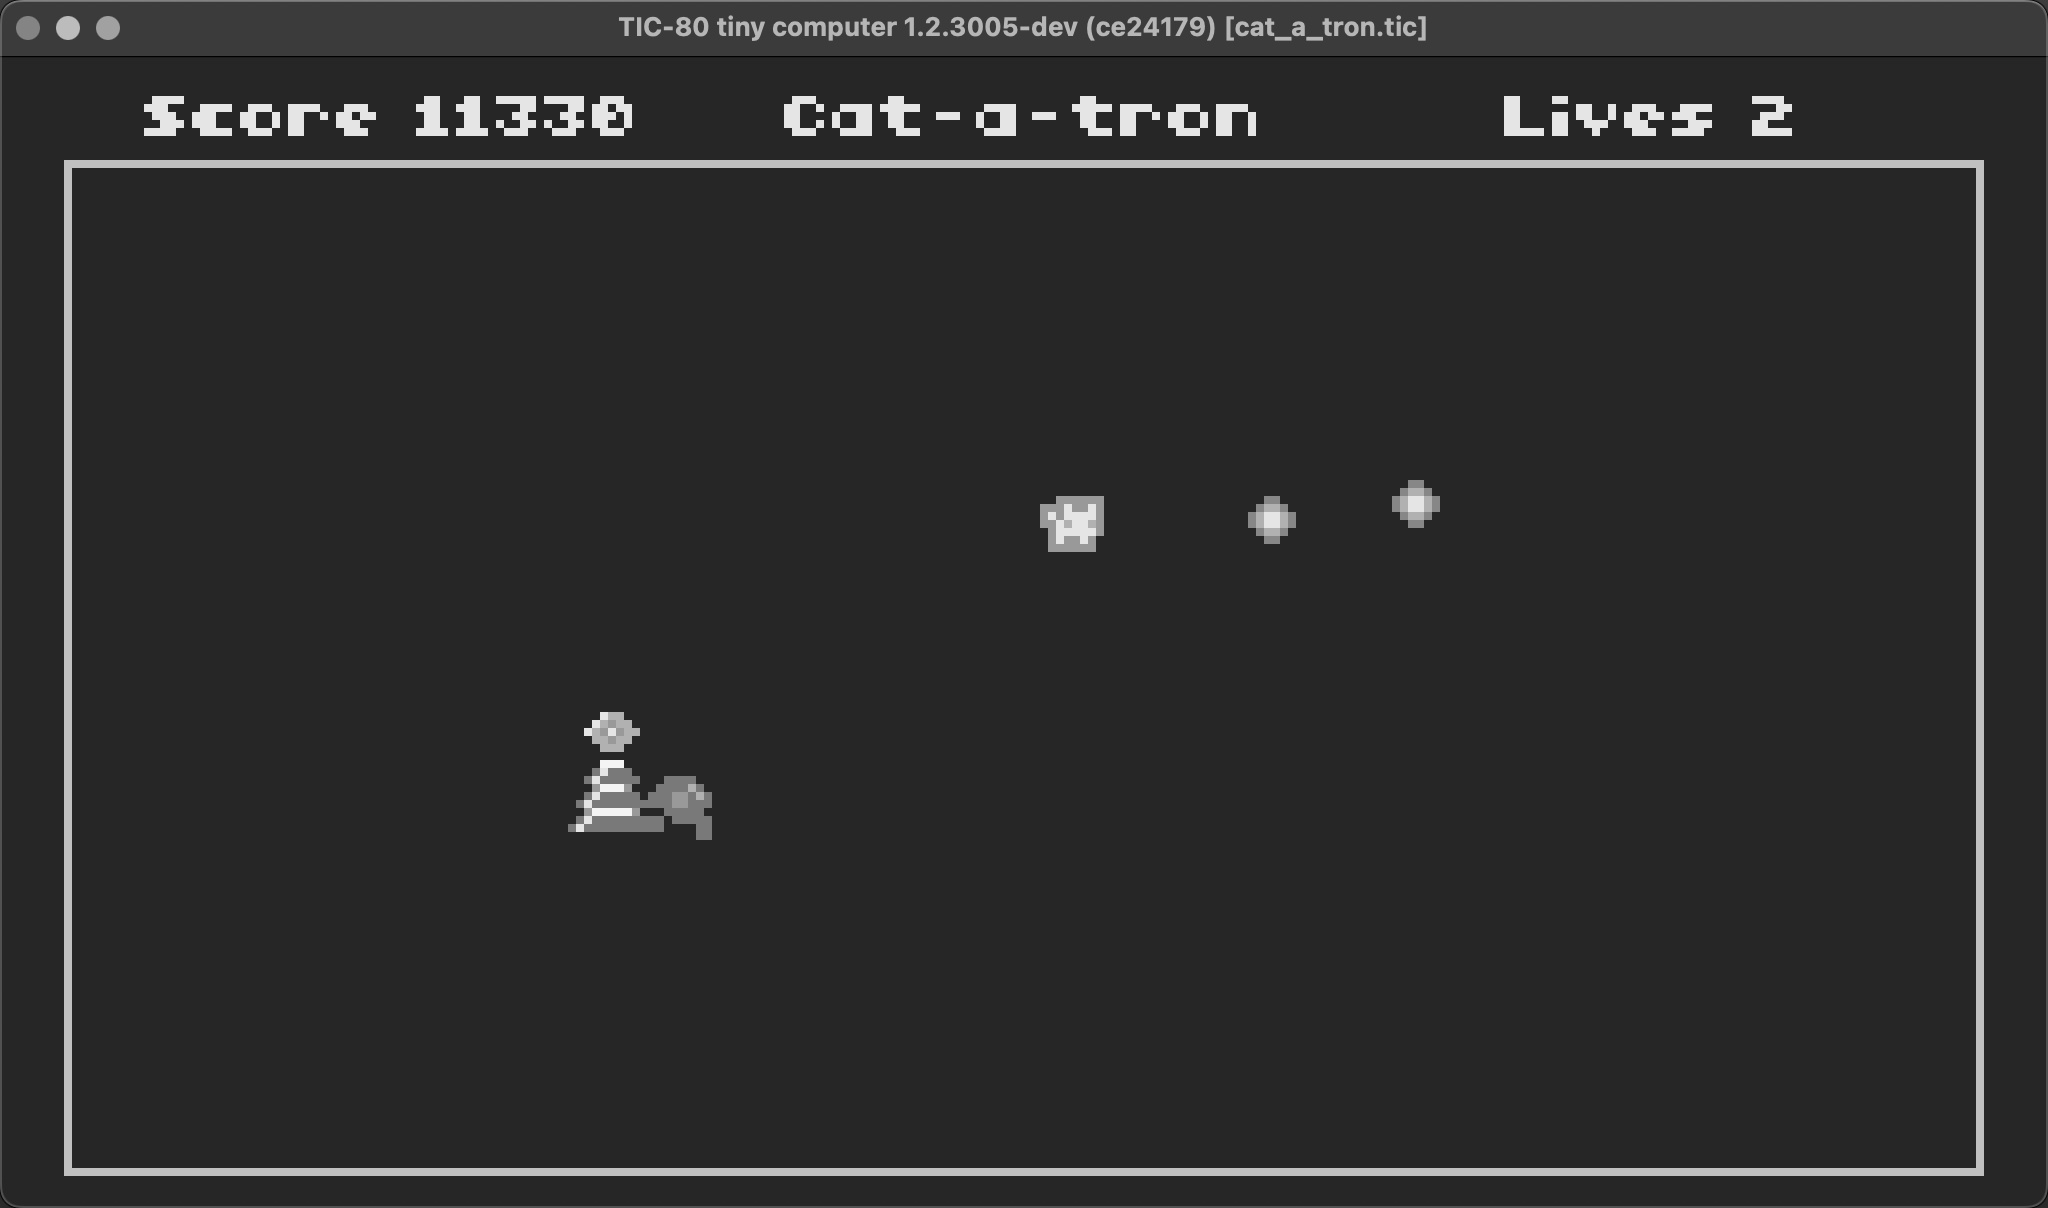 TIC-80 tiny computer 1.2.3005-dev (ce24179) [cat_a_tron.tic]
Score 11330 Cat-a-tron Lives 2